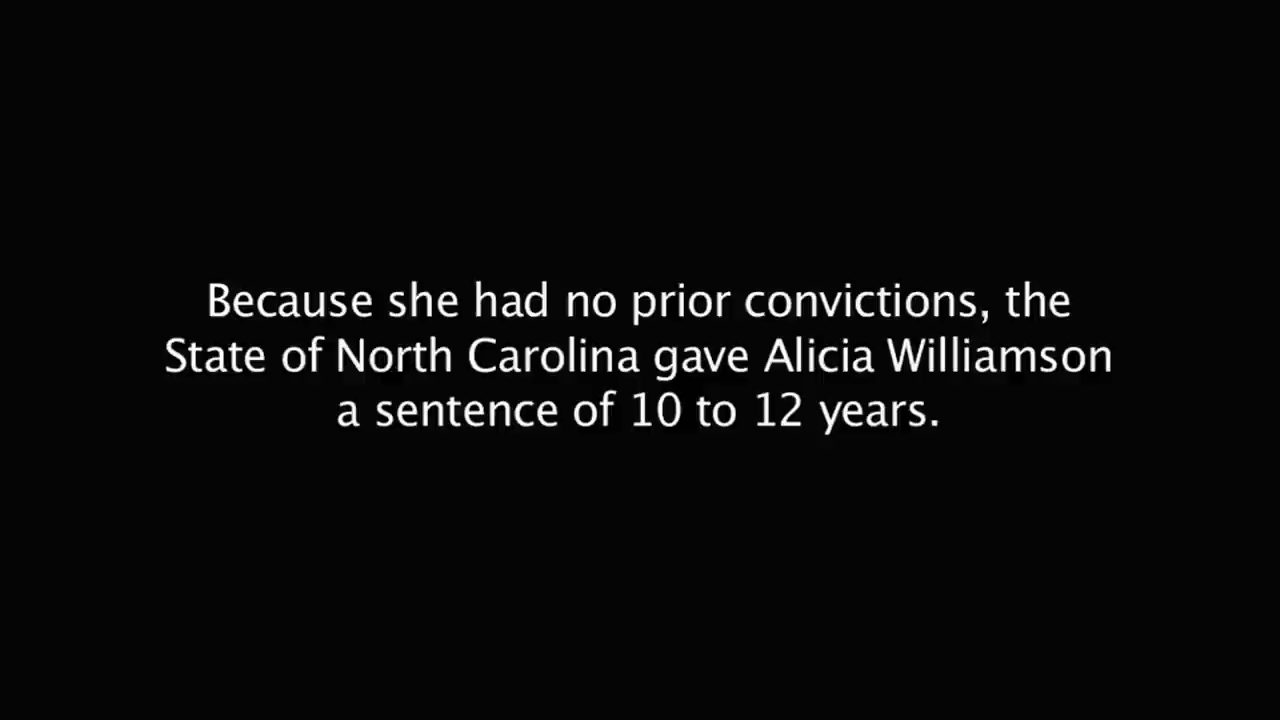 Because she had no prior convictions, the
State of North Carolina gave Alicia Williamson
a sentence of 10 to 12 years.